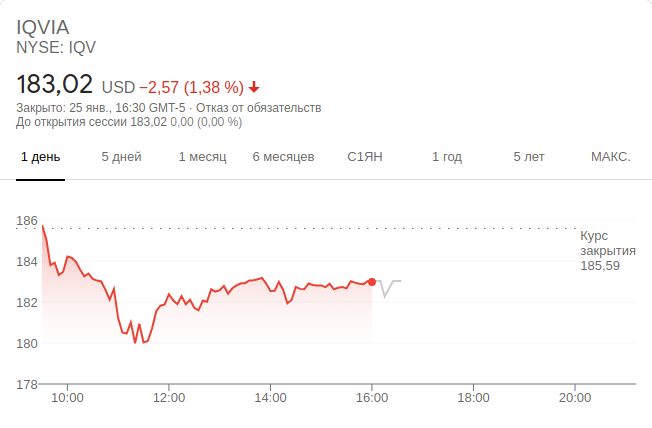 IQVIA
NYSE: IQV
183,02 USD −2,57 (1,38 %)
Закрыто: 25 янв., 16:30 GMT-5 · Отказ от обязательств
До открытия сессии 183,02 0,00 (0,00 %)
1 день 5 дней 1 месяц 6 месяцев С1ЯН 1 год 5 лет МАКС.
186
Курс
закрытия
185,59
184
182
180
178
10:00 12:00 14:00 16:00 18:00 20:00